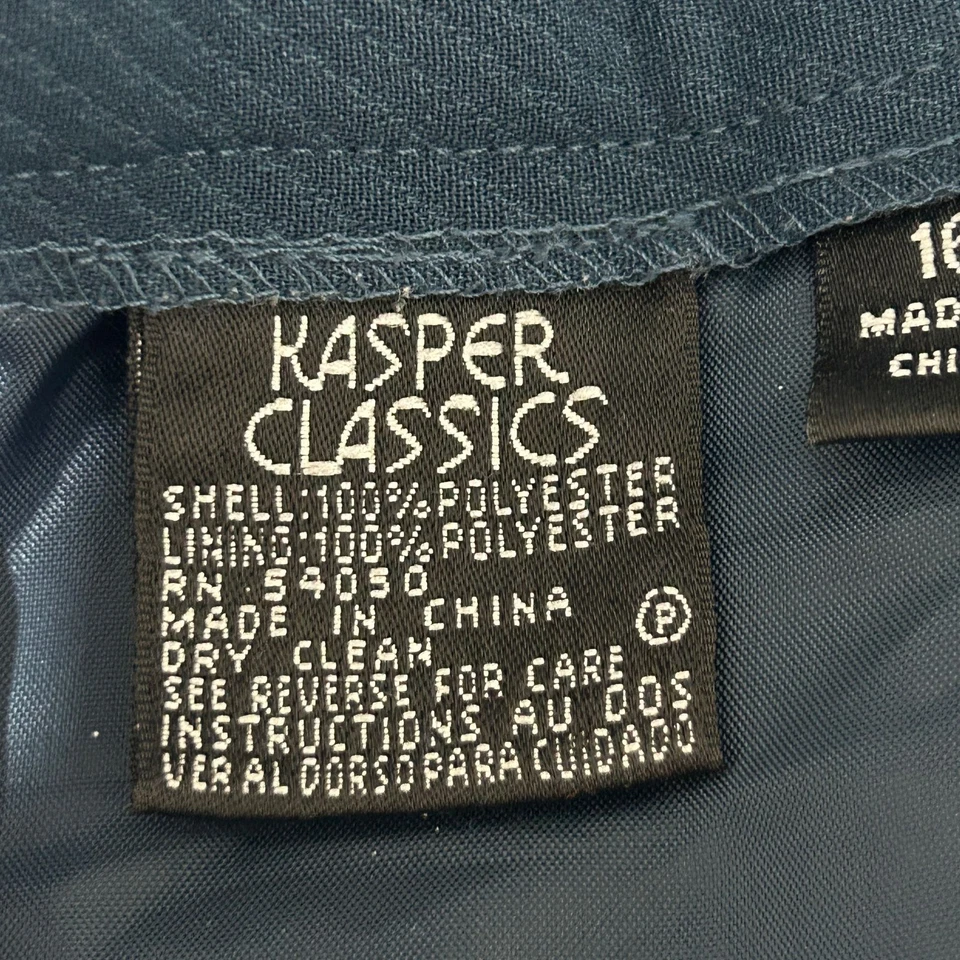 KASPER
CLASSICS
SHELL:100% POLYESTER
LINING:100% POLYESTER
RN 54050
MADE IN CHINA
P
DRY CLEAN
SEE REVERSE FOR CARE
INSTRUCTIONS AU DOS
VER AL DORSO PARA CUIDADO
16
MAD
CHI